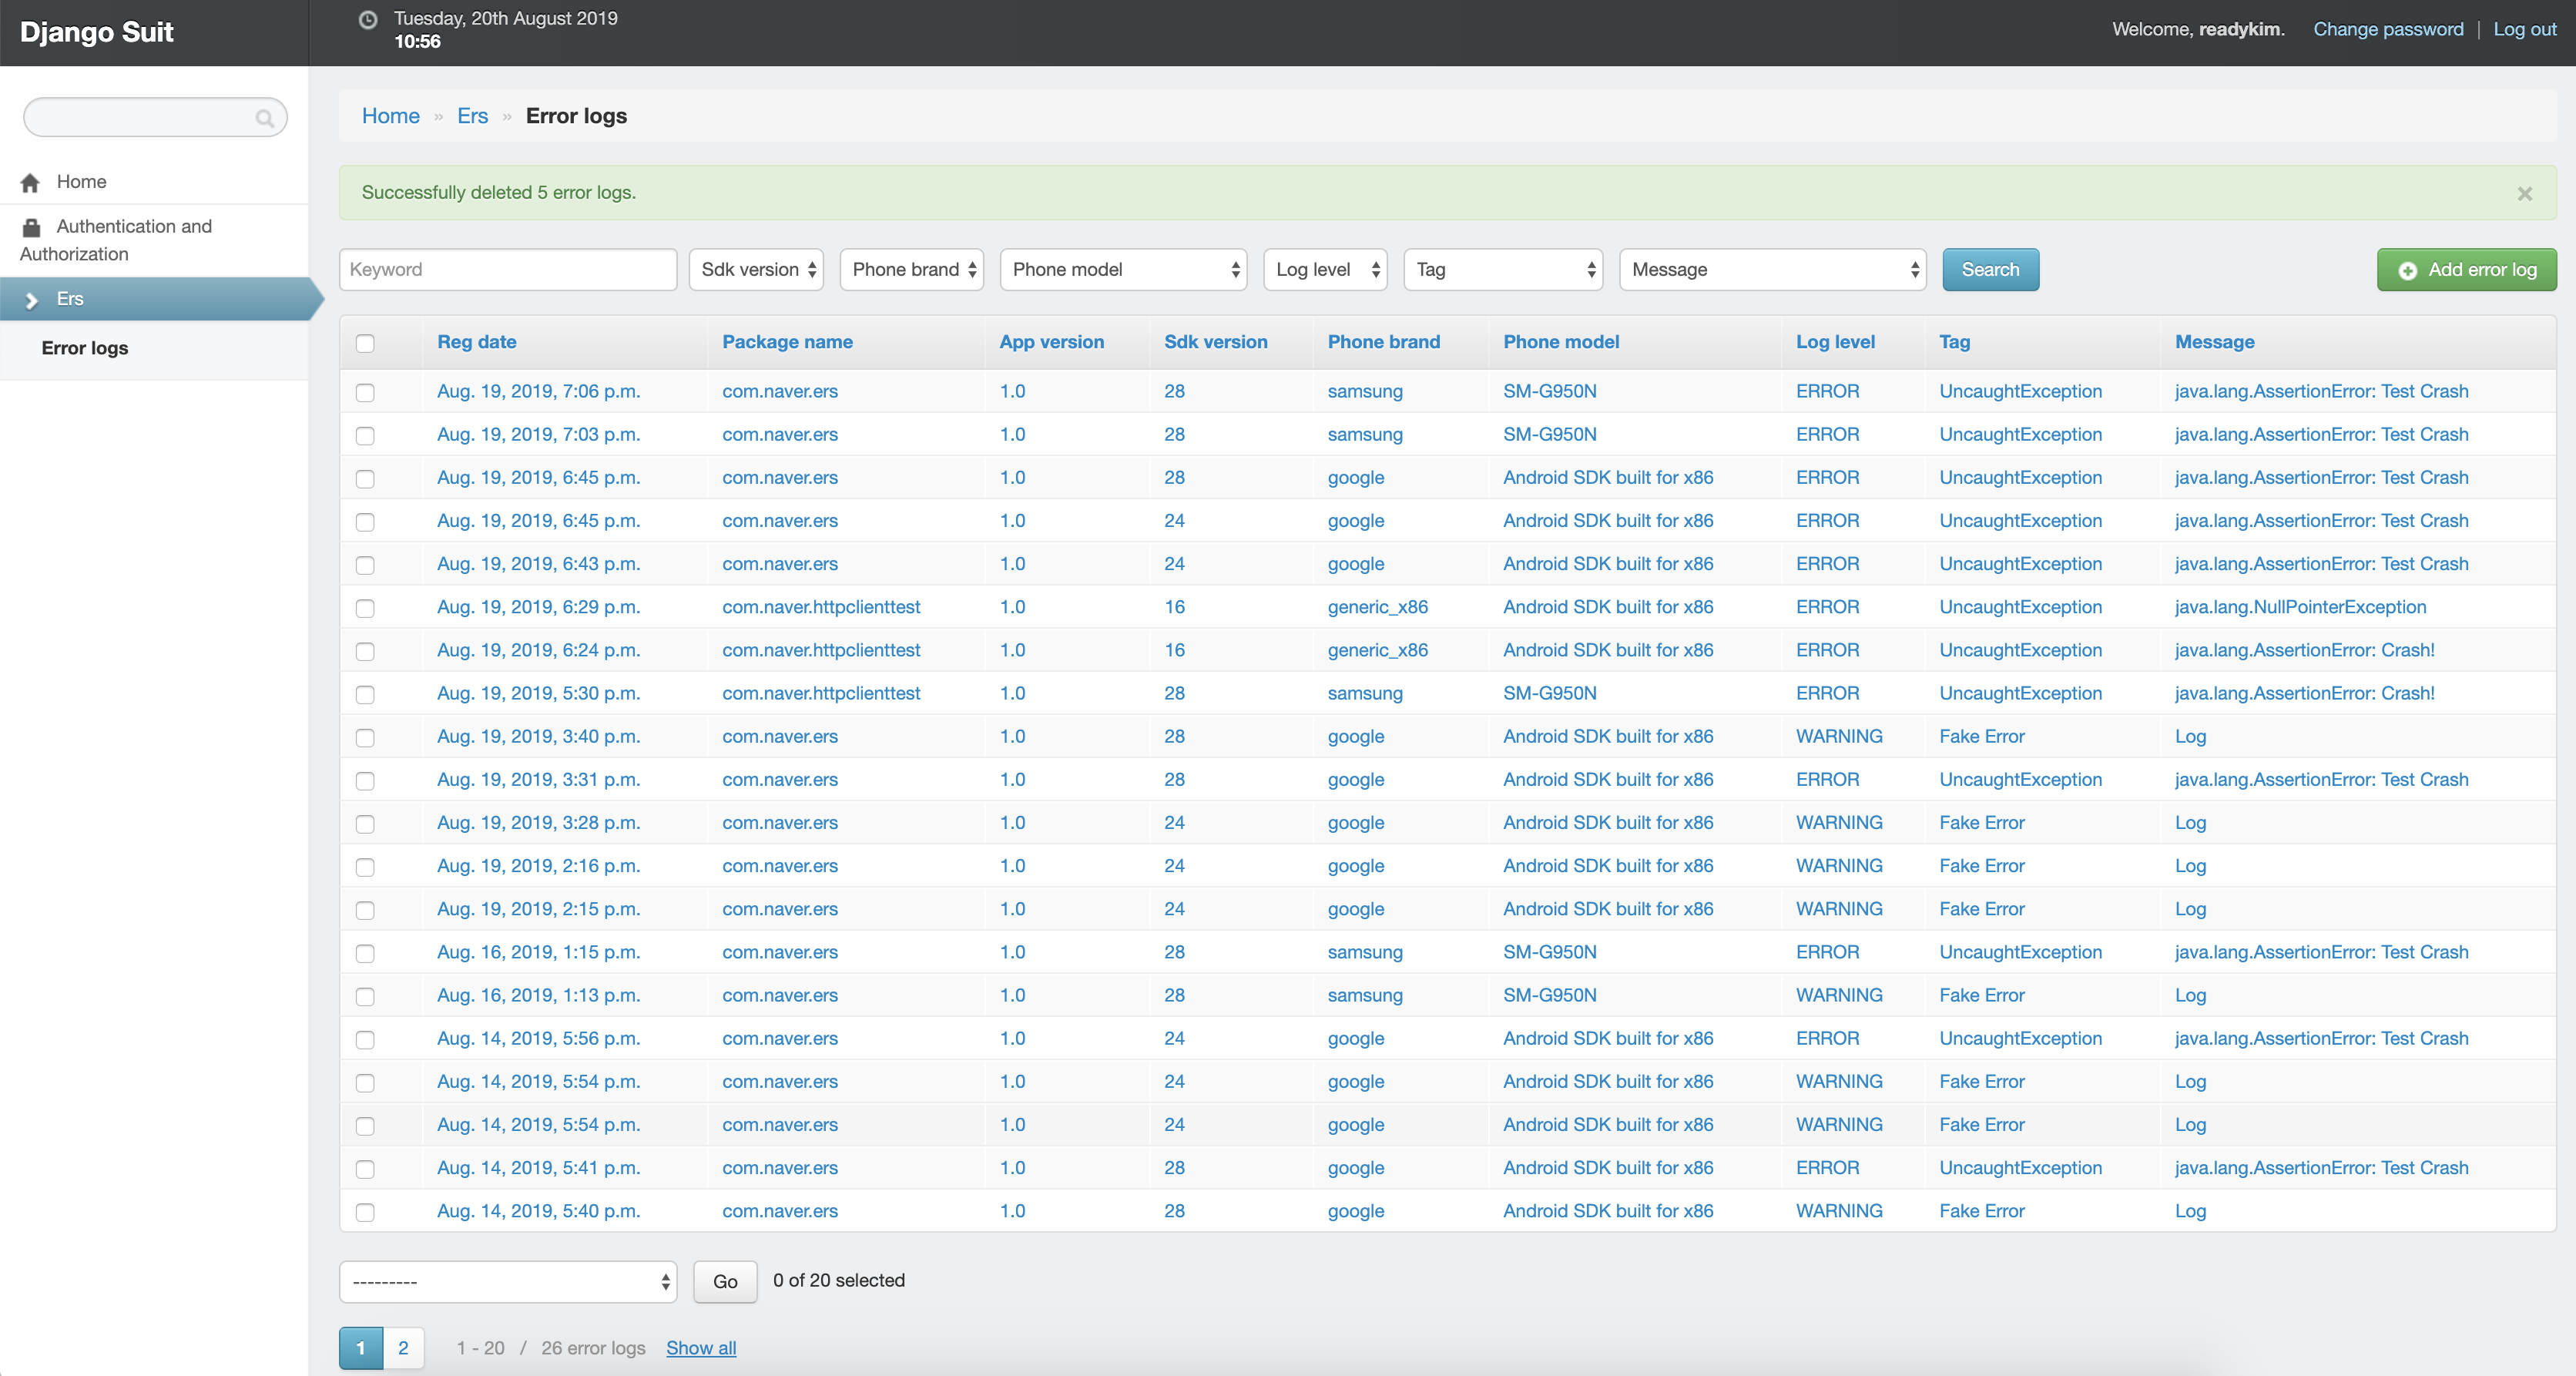 Django Suit
Tuesday, 20th August 2019
10:56
Welcome, readykim. Change password | Log out
Home
Authentication and
Authorization
Ers
Error logs
Home » Ers » Error logs
Successfully deleted 5 error logs. ×
Keyword Sdk version Phone brand Phone model Log level Tag Message Search Add error log
Reg date Package name App version Sdk version Phone brand Phone model Log level Tag Message
Aug. 19, 2019, 7:06 p.m. com.naver.ers 1.0 28 samsung SM-G950N ERROR UncaughtException java.lang.AssertionError: Test Crash
Aug. 19, 2019, 7:03 p.m. com.naver.ers 1.0 28 samsung SM-G950N ERROR UncaughtException java.lang.AssertionError: Test Crash
Aug. 19, 2019, 6:45 p.m. com.naver.ers 1.0 28 google Android SDK built for x86 ERROR UncaughtException java.lang.AssertionError: Test Crash
Aug. 19, 2019, 6:45 p.m. com.naver.ers 1.0 24 google Android SDK built for x86 ERROR UncaughtException java.lang.AssertionError: Test Crash
Aug. 19, 2019, 6:43 p.m. com.naver.ers 1.0 24 google Android SDK built for x86 ERROR UncaughtException java.lang.AssertionError: Test Crash
Aug. 19, 2019, 6:29 p.m. com.naver.httpclienttest 1.0 16 generic_x86 Android SDK built for x86 ERROR UncaughtException java.lang.NullPointerException
Aug. 19, 2019, 6:24 p.m. com.naver.httpclienttest 1.0 16 generic_x86 Android SDK built for x86 ERROR UncaughtException java.lang.AssertionError: Crash!
Aug. 19, 2019, 5:30 p.m. com.naver.httpclienttest 1.0 28 samsung SM-G950N ERROR UncaughtException java.lang.AssertionError: Crash!
Aug. 19, 2019, 3:40 p.m. com.naver.ers 1.0 28 google Android SDK built for x86 WARNING Fake Error Log
Aug. 19, 2019, 3:31 p.m. com.naver.ers 1.0 28 google Android SDK built for x86 ERROR UncaughtException java.lang.AssertionError: Test Crash
Aug. 19, 2019, 3:28 p.m. com.naver.ers 1.0 24 google Android SDK built for x86 WARNING Fake Error Log
Aug. 19, 2019, 2:16 p.m. com.naver.ers 1.0 24 google Android SDK built for x86 WARNING Fake Error Log
Aug. 19, 2019, 2:15 p.m. com.naver.ers 1.0 24 google Android SDK built for x86 WARNING Fake Error Log
Aug. 16, 2019, 1:15 p.m. com.naver.ers 1.0 28 samsung SM-G950N ERROR UncaughtException java.lang.AssertionError: Test Crash
Aug. 16, 2019, 1:13 p.m. com.naver.ers 1.0 28 samsung SM-G950N WARNING Fake Error Log
Aug. 14, 2019, 5:56 p.m. com.naver.ers 1.0 24 google Android SDK built for x86 ERROR UncaughtException java.lang.AssertionError: Test Crash
Aug. 14, 2019, 5:54 p.m. com.naver.ers 1.0 24 google Android SDK built for x86 WARNING Fake Error Log
Aug. 14, 2019, 5:54 p.m. com.naver.ers 1.0 24 google Android SDK built for x86 WARNING Fake Error Log
Aug. 14, 2019, 5:41 p.m. com.naver.ers 1.0 28 google Android SDK built for x86 ERROR UncaughtException java.lang.AssertionError: Test Crash
Aug. 14, 2019, 5:40 p.m. com.naver.ers 1.0 28 google Android SDK built for x86 WARNING Fake Error Log
--------- Go 0 of 20 selected
1 2 1 - 20 / 26 error logs Show all